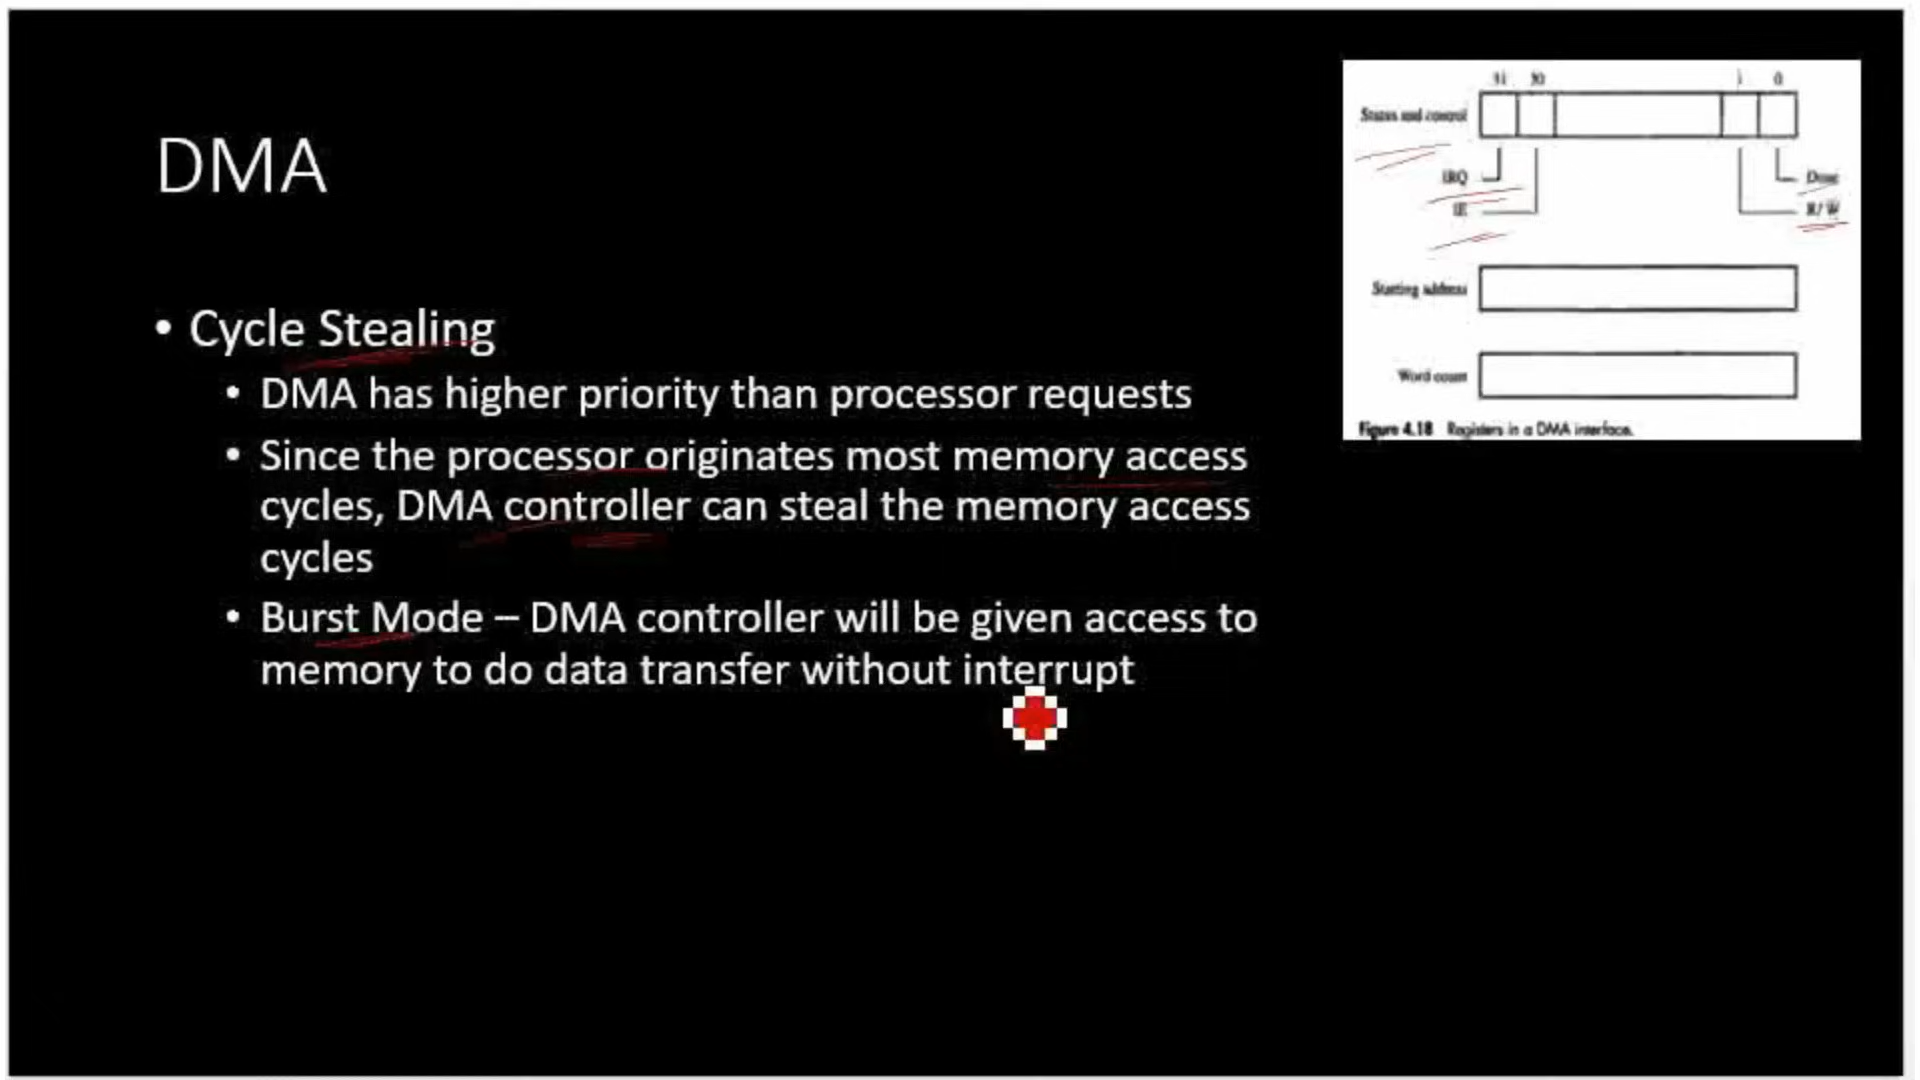 DMA
• Cycle Stealing
• DMA has higher priority than processor requests
• Since the processor originates most memory access
cycles, DMA controller can steal the memory access
cycles
• Burst Mode – DMA controller will be given access to
memory to do data transfer without interrupt
31 30 1 0
Status and control
IRQ
Done
IE
R/W
Starting address
Word count
Figure 4.18 Registers in a DMA interface.